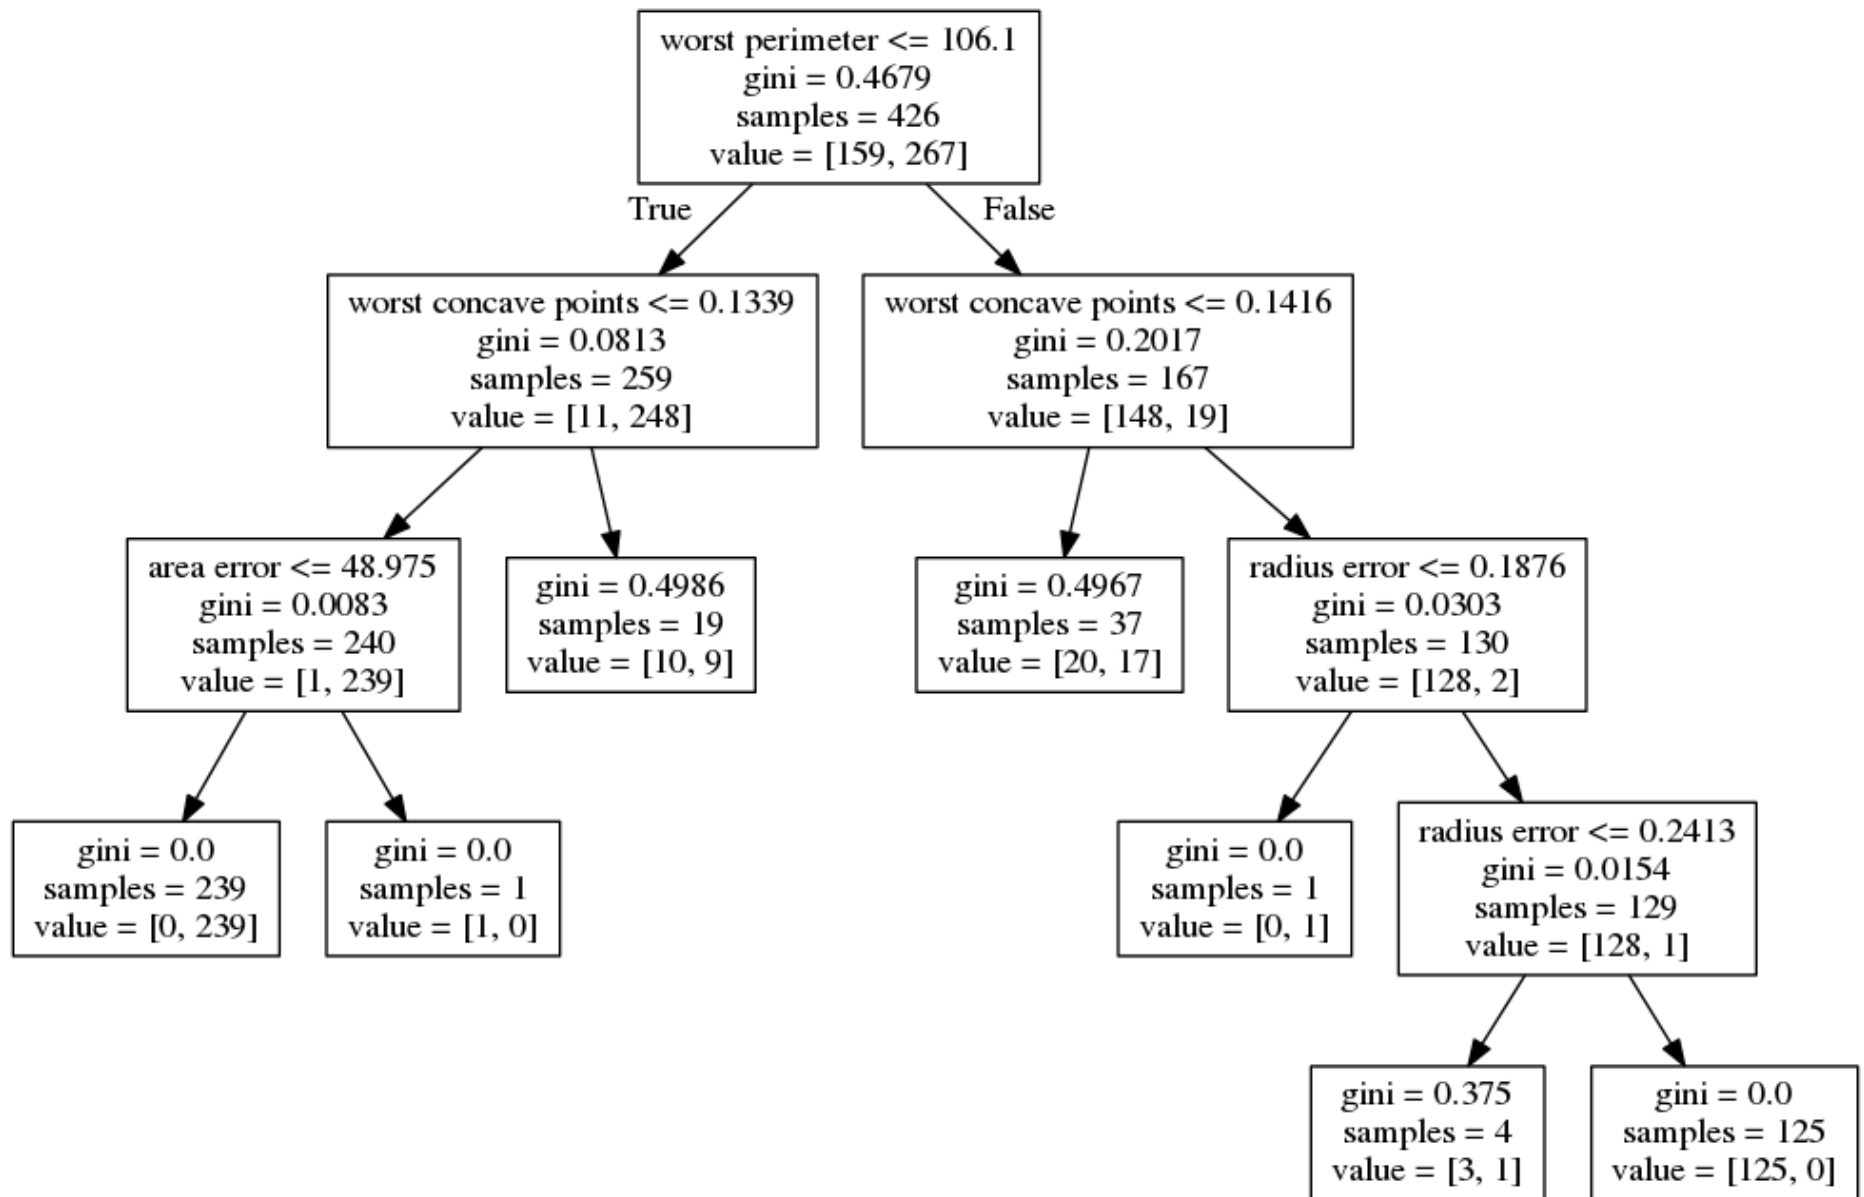 worst perimeter <= 106.1
gini = 0.4679
samples = 426
value = [159, 267]
True
False
worst concave points <= 0.1339
gini = 0.0813
samples = 259
value = [11, 248]
worst concave points <= 0.1416
gini = 0.2017
samples = 167
value = [148, 19]
area error <= 48.975
gini = 0.0083
samples = 240
value = [1, 239]
gini = 0.4986
samples = 19
value = [10, 9]
gini = 0.4967
samples = 37
value = [20, 17]
radius error <= 0.1876
gini = 0.0303
samples = 130
value = [128, 2]
gini = 0.0
samples = 239
value = [0, 239]
gini = 0.0
samples = 1
value = [1, 0]
gini = 0.0
samples = 1
value = [0, 1]
radius error <= 0.2413
gini = 0.0154
samples = 129
value = [128, 1]
gini = 0.375
samples = 4
value = [3, 1]
gini = 0.0
samples = 125
value = [125, 0]